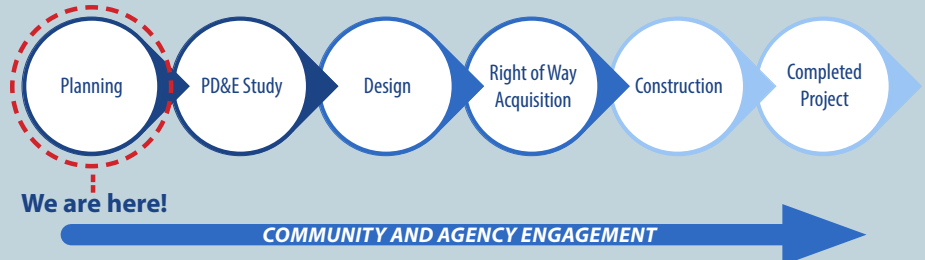 Planning
PD&E Study
Design
Right of Way
Acquisition
Construction
Completed
Project
We are here!
COMMUNITY AND AGENCY ENGAGEMENT